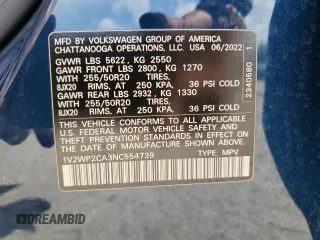 MFD BY VOLKSWAGEN GROUP OF AMERICA
CHATTANOOGA OPERATIONS, LLC. USA 06/2022
GVWR LBS 5622, KG 2550
GAWR FRONT LBS 2800, KG 1270
WITH 255/50R20 TIRES,
8JX20 RIMS, AT 250 KPA, 36 PSI COLD
GAWR REAR LBS 2932, KG 1330
WITH 255/50R20 TIRES,
8JX20 RIMS, AT 250 KPA, 36 PSI COLD
THIS VEHICLE CONFORMS TO ALL APPLICABLE
FEDERAL MOTOR VEHICLE SAFETY STANDARDS
IN EFFECT ON THE DATE OF MANUFACTURE
SHOWN ABOVE.
1V2WP2CA3NC554739 TYPE: MPV
2340580 1
DREAMBID